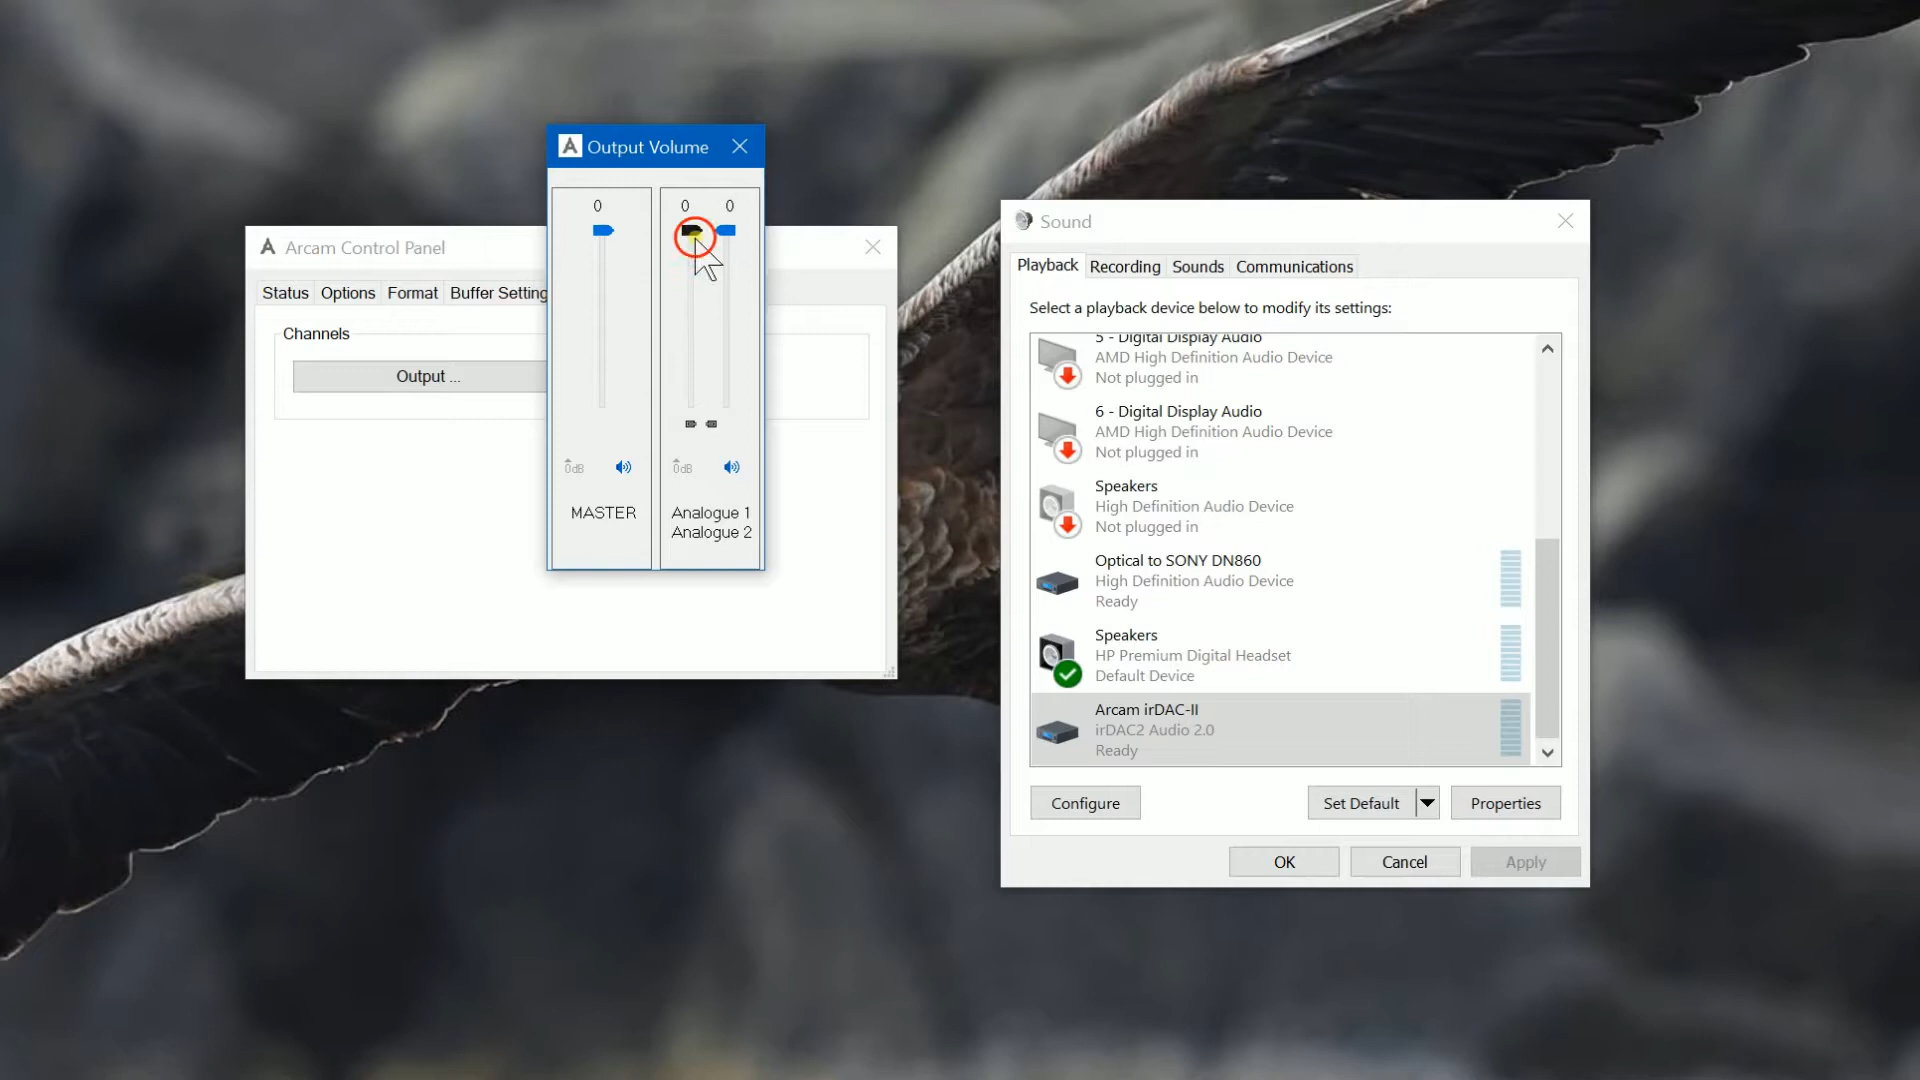 Output Volume
0
0 0
0dB
0dB
MASTER
Analogue 1
Analogue 2
Arcam Control Panel
Status Options Format Buffer Setting
Channels
Output ...
Sound
Playback Recording Sounds Communications
Select a playback device below to modify its settings:
5 - Digital Display Audio
AMD High Definition Audio Device
Not plugged in
6 - Digital Display Audio
AMD High Definition Audio Device
Not plugged in
Speakers
High Definition Audio Device
Not plugged in
Optical to SONY DN860
High Definition Audio Device
Ready
Speakers
HP Premium Digital Headset
Default Device
Arcam irDAC-II
irDAC2 Audio 2.0
Ready
Configure Set Default Properties
OK Cancel Apply